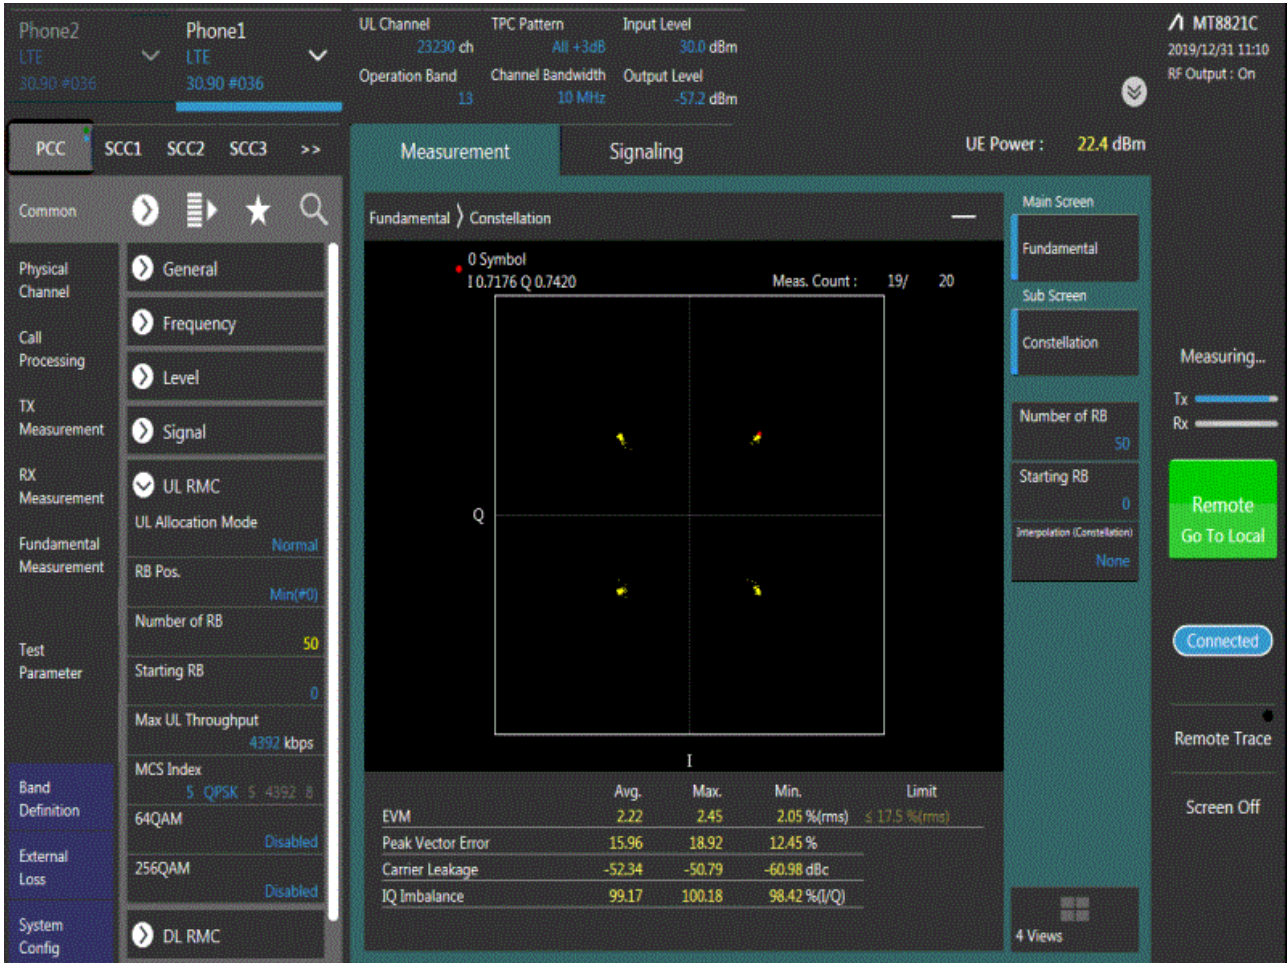 Phone2
LTE
30.90 #036
Phone1
LTE
30.90 #036
UL Channel
23230 ch
TPC Pattern
All +3dB
Input Level
30.0 dBm
Operation Band
13
Channel Bandwidth
10 MHz
Output Level
-57.2 dBm
MT8821C
2019/12/31 11:10
RF Output : On
PCC SCC1 SCC2 SCC3 >>
Measurement
Signaling
UE Power : 22.4 dBm
Common
Physical
Channel
Call
Processing
TX
Measurement
RX
Measurement
Fundamental
Measurement
Test
Parameter
Band
Definition
External
Loss
System
Config
General
Frequency
Level
Signal
UL RMC
UL Allocation Mode
Normal
RB Pos.
Min(#0)
Number of RB
50
Starting RB
0
Max UL Throughput
4392 kbps
MCS Index
5 QPSK 5 4392 8
64QAM
Disabled
256QAM
Disabled
DL RMC
Fundamental 〉 Constellation
0 Symbol
I 0.7176 Q 0.7420
Meas. Count : 19/ 20
Q
I
Avg. Max. Min. Limit
EVM 2.22 2.45 2.05 %(rms) ≤ 17.5 %(rms)
Peak Vector Error 15.96 18.92 12.45 %
Carrier Leakage -52.34 -50.79 -60.98 dBc
IQ Imbalance 99.17 100.18 98.42 %(I/Q)
Main Screen
Fundamental
Sub Screen
Constellation
Number of RB
50
Starting RB
0
Interpolation (Constellation)
None
4 Views
Measuring...
Tx
Rx
Remote
Go To Local
Connected
Remote Trace
Screen Off